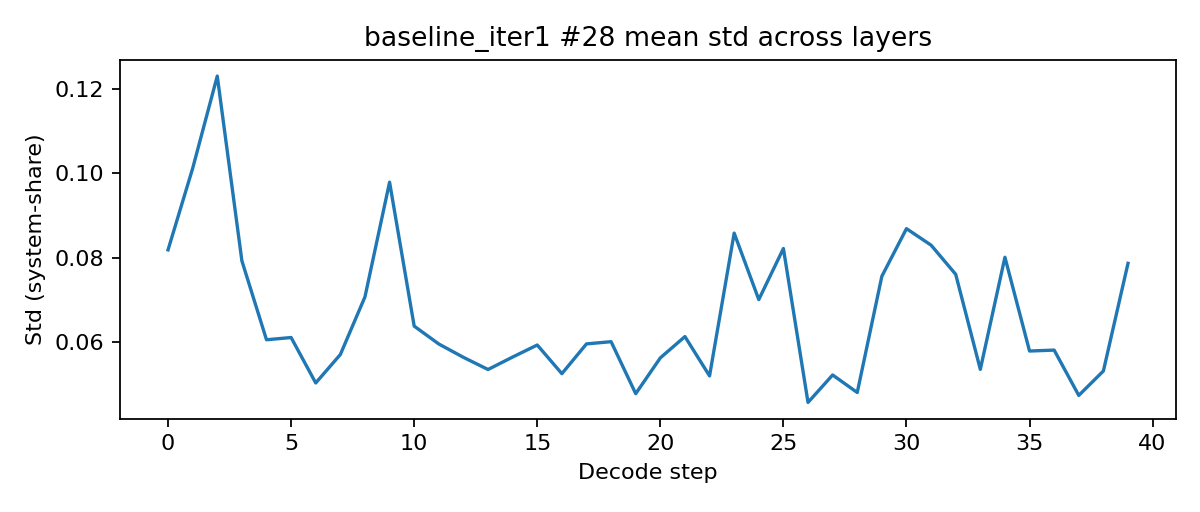 baseline_iter1 #28 mean std across layers
Std (system-share)
0.12
0.10
0.08
0.06
0 5 10 15 20 25 30 35 40
Decode step